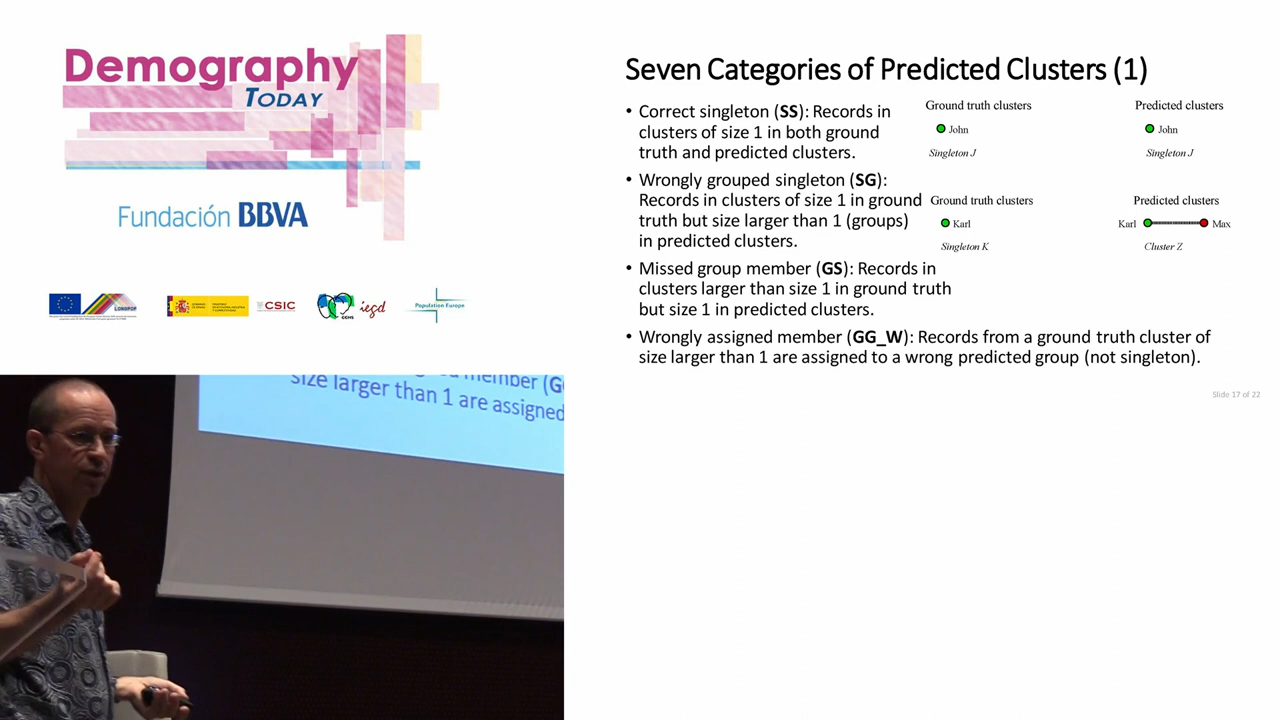 Demography
TODAY
Fundación BBVA
LONGPOP
CSIC
CCHS
iegd
Population Europe
Seven Categories of Predicted Clusters (1)
• Correct singleton (SS): Records in
clusters of size 1 in both ground
truth and predicted clusters.
Ground truth clusters
Predicted clusters
John
John
Singleton J
Singleton J
• Wrongly grouped singleton (SG):
Records in clusters of size 1 in ground
truth but size larger than 1 (groups)
in predicted clusters.
Ground truth clusters
Predicted clusters
Karl
Karl
Max
Singleton K
Cluster Z
• Missed group member (GS): Records in
clusters larger than size 1 in ground truth
but size 1 in predicted clusters.
• Wrongly assigned member (GG_W): Records from a ground truth cluster of
size larger than 1 are assigned to a wrong predicted group (not singleton).
Slide 17 of 22
member (G
size larger than 1 are assigned